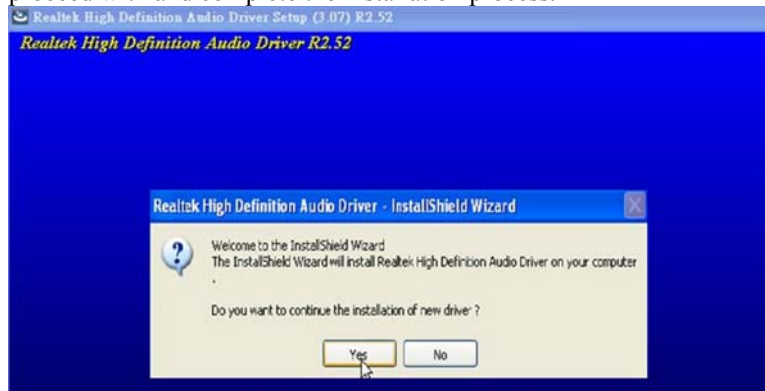 proceed with and complete the installation process.
Realtek High Definition Audio Driver Setup (3.07) R2.52
Realtek High Definition Audio Driver R2.52
Realtek High Definition Audio Driver - InstallShield Wizard
Welcome to the InstallShield Wizard
The InstallShield Wizard will install Realtek High Definition Audio Driver on your computer
.
Do you want to continue the installation of new driver ?
Yes No